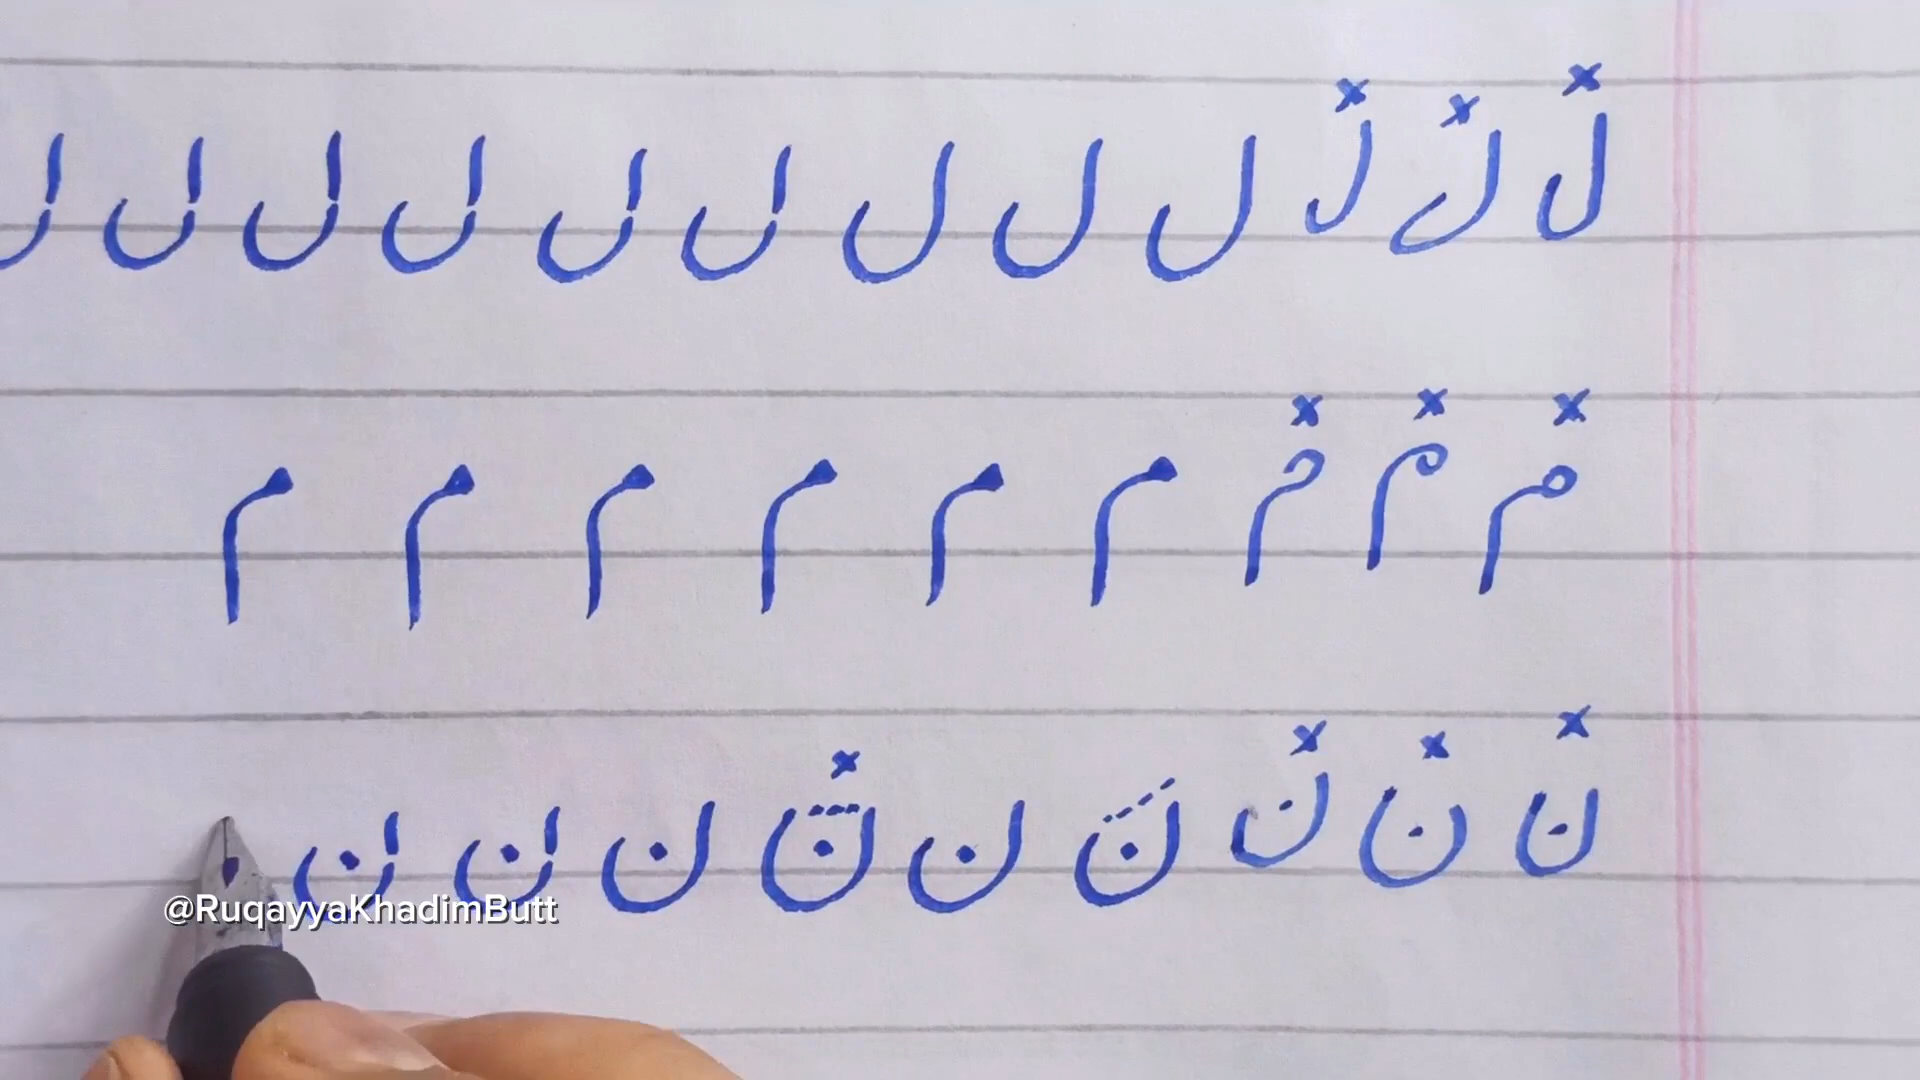 ل ل ل ل ل ل ل ل ل ل ل ل
م م م م م م م م م
ن ن ن ن ن ن ن ن ن
@RuqayyaKhadimButt